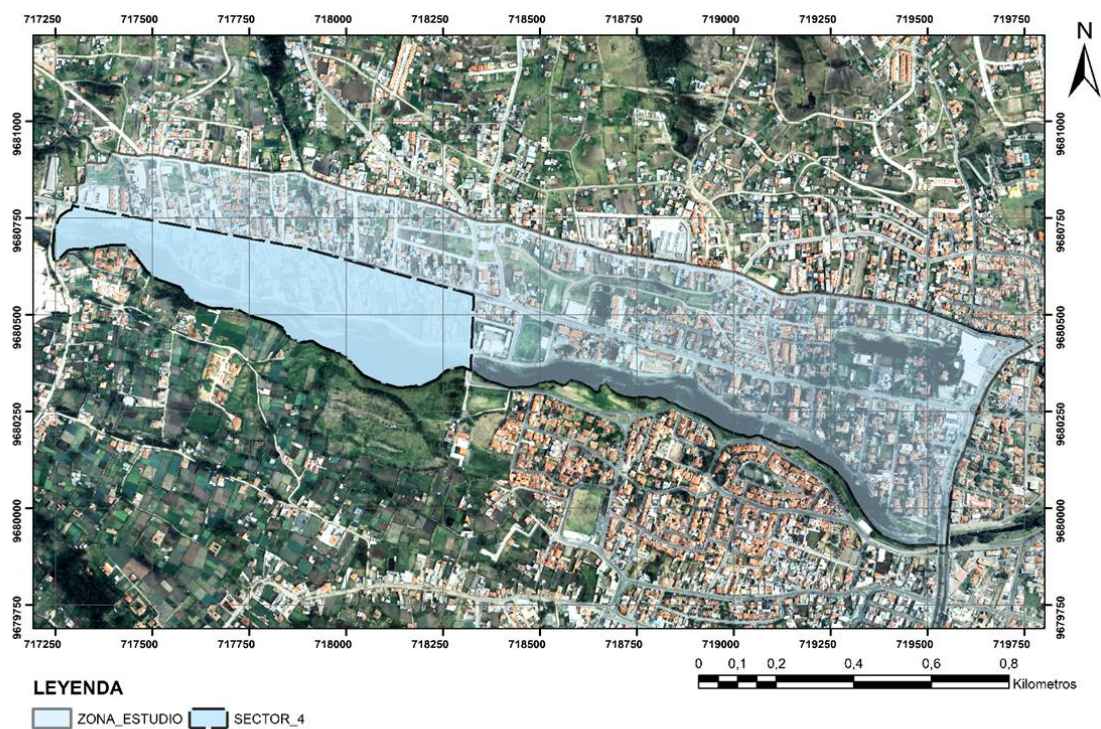 717250 717500 717750 718000 718250 718500 718750 719000 719250 719500 719750
N
9681000 9681000
9680750 9680750
9680500 9680500
9680250 9680250
9680000 9680000
9679750 9679750
717250 717500 717750 718000 718250 718500 718750 719000 719250 719500 719750
0 0,1 0,2 0,4 0,6 0,8
Kilometros
LEYENDA
ZONA_ESTUDIO SECTOR_4